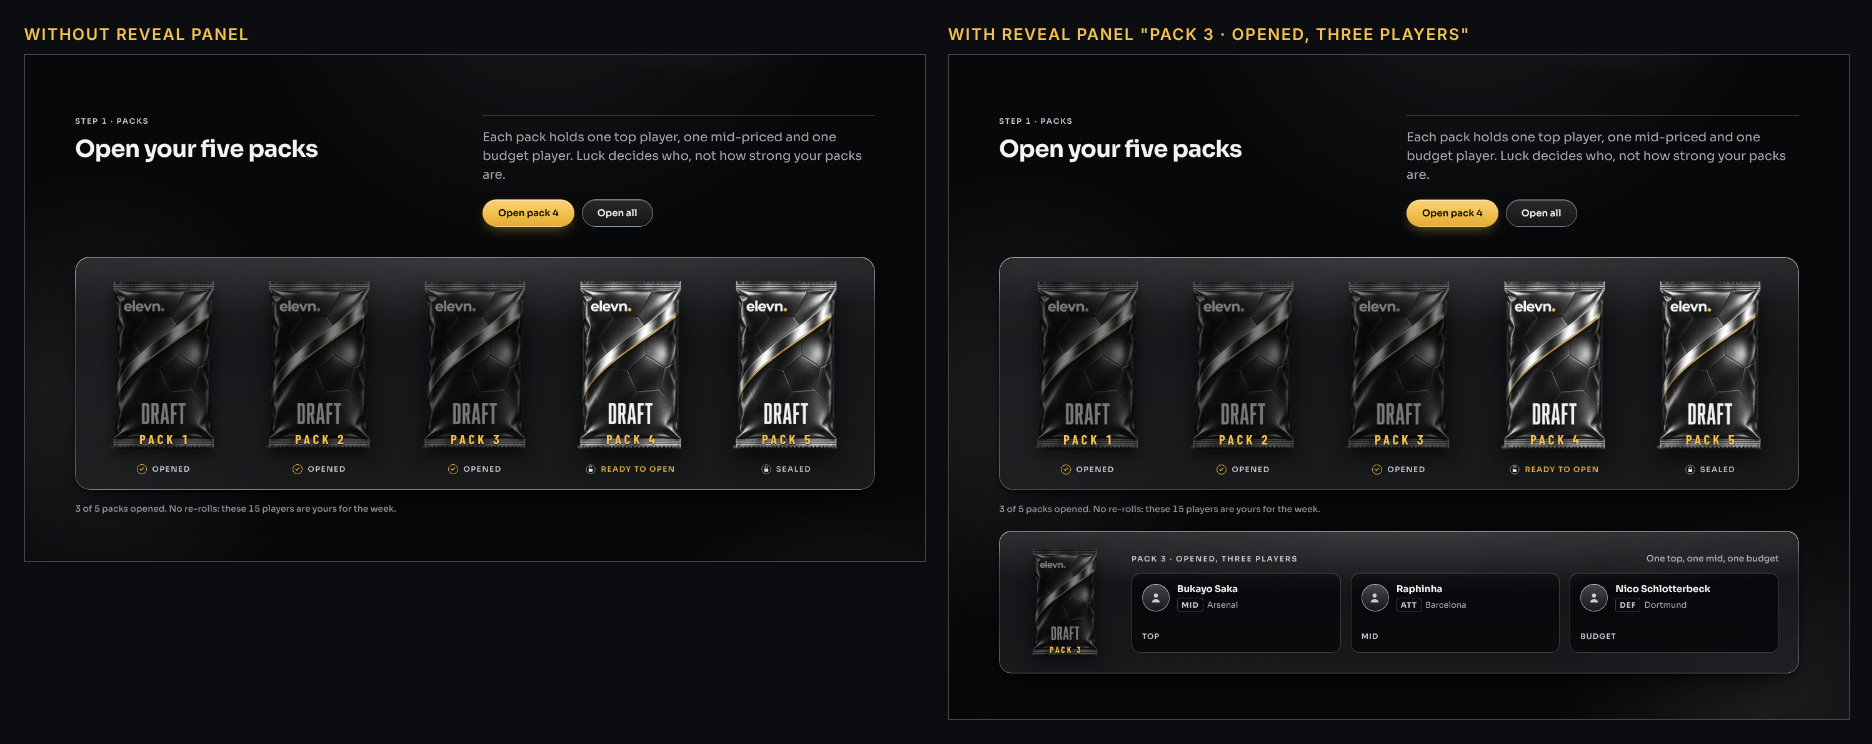 WITHOUT REVEAL PANEL
STEP 1 · PACKS
Open your five packs
Each pack holds one top player, one mid-priced and one
budget player. Luck decides who, not how strong your packs
are.
Open pack 4
Open all
elevn.
DRAFT
PACK 1
OPENED
elevn.
DRAFT
PACK 2
OPENED
elevn.
DRAFT
PACK 3
OPENED
elevn.
DRAFT
PACK 4
READY TO OPEN
elevn.
DRAFT
PACK 5
SEALED
3 of 5 packs opened. No re-rolls: these 15 players are yours for the week.
WITH REVEAL PANEL "PACK 3 · OPENED, THREE PLAYERS"
STEP 1 · PACKS
Open your five packs
Each pack holds one top player, one mid-priced and one
budget player. Luck decides who, not how strong your packs
are.
Open pack 4
Open all
elevn.
DRAFT
PACK 1
OPENED
elevn.
DRAFT
PACK 2
OPENED
elevn.
DRAFT
PACK 3
OPENED
elevn.
DRAFT
PACK 4
READY TO OPEN
elevn.
DRAFT
PACK 5
SEALED
3 of 5 packs opened. No re-rolls: these 15 players are yours for the week.
elevn.
DRAFT
PACK 3
PACK 3 · OPENED, THREE PLAYERS
One top, one mid, one budget
Bukayo Saka
MID Arsenal
TOP
Raphinha
ATT Barcelona
MID
Nico Schlotterbeck
DEF Dortmund
BUDGET